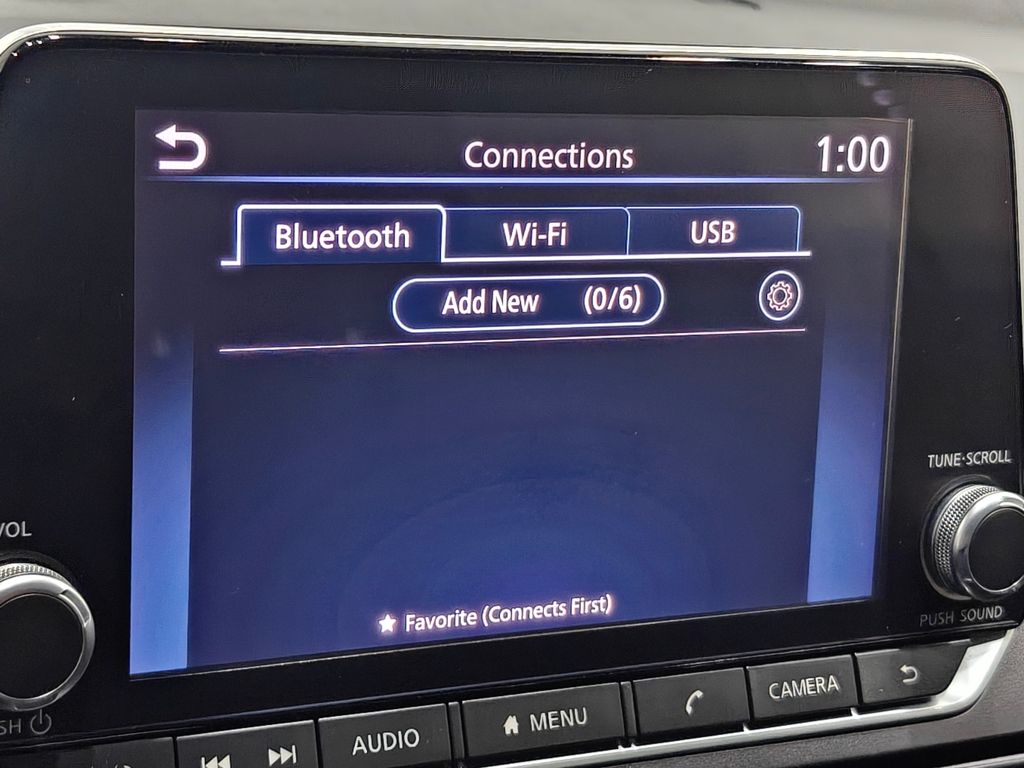 Connections 1:00
Bluetooth Wi-Fi USB
Add New (0/6)
TUNE·SCROLL
VOL
★ Favorite (Connects First)
PUSH SOUND
AUDIO MENU CAMERA